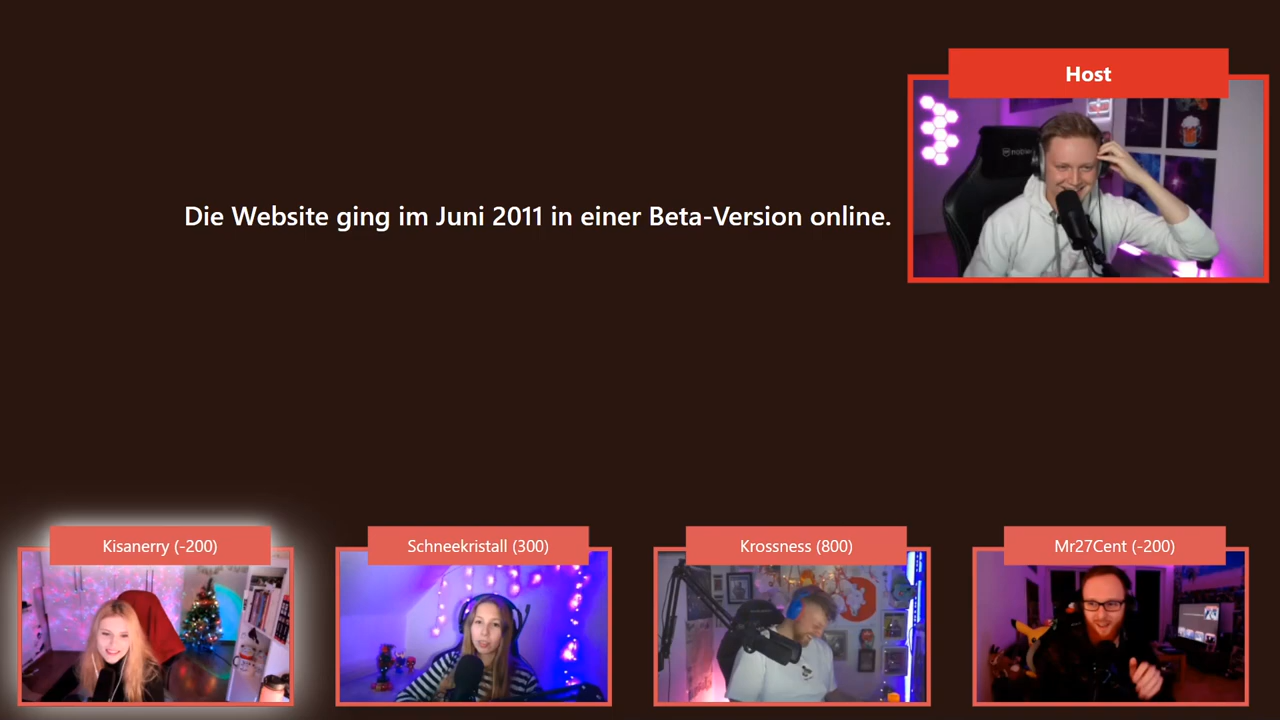 Host
Die Website ging im Juni 2011 in einer Beta-Version online.
Kisanerry (-200)
Schneekristall (300)
Krossness (800)
Mr27Cent (-200)